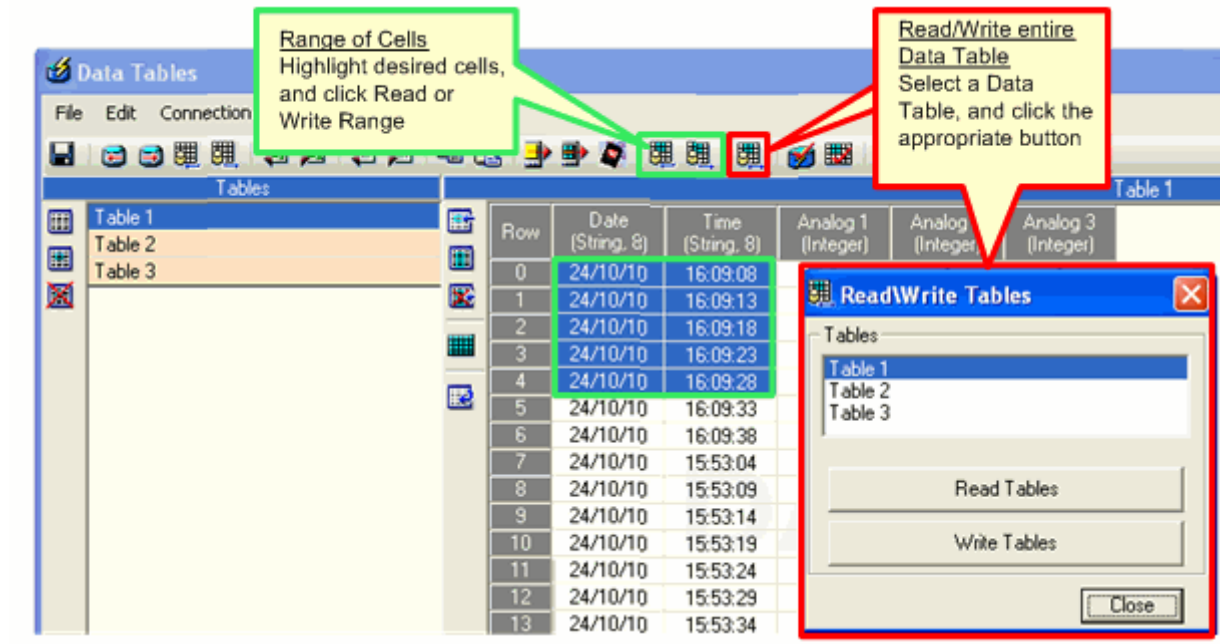 Range of Cells
Highlight desired cells,
and click Read or
Write Range
Read/Write entire
Data Table
Select a Data
Table, and click the
appropriate button
Data Tables
File Edit Connection
Tables
Table 1
Table 1
Table 2
Table 3
Row Date (String, 8) Time (String, 8) Analog 1 (Integer) Analog (Integer) Analog 3 (Integer)
0 24/10/10 16:09:08
1 24/10/10 16:09:13
2 24/10/10 16:09:18
3 24/10/10 16:09:23
4 24/10/10 16:09:28
5 24/10/10 16:09:33
6 24/10/10 16:09:38
7 24/10/10 15:53:04
8 24/10/10 15:53:09
9 24/10/10 15:53:14
10 24/10/10 15:53:19
11 24/10/10 15:53:24
12 24/10/10 15:53:29
13 24/10/10 15:53:34
Read\Write Tables
Tables
Table 1
Table 2
Table 3
Read Tables
Write Tables
Close